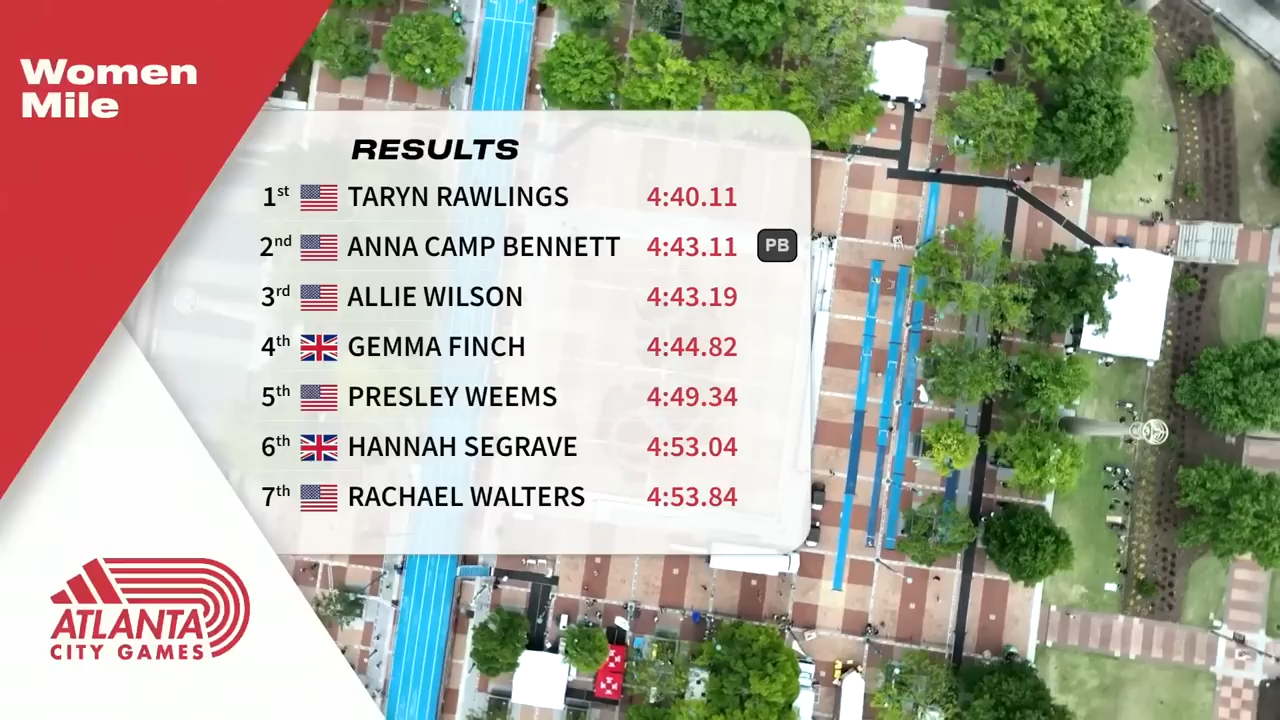 Women
Mile
RESULTS
1st TARYN RAWLINGS 4:40.11
2nd ANNA CAMP BENNETT 4:43.11 PB
3rd ALLIE WILSON 4:43.19
4th GEMMA FINCH 4:44.82
5th PRESLEY WEEMS 4:49.34
6th HANNAH SEGRAVE 4:53.04
7th RACHAEL WALTERS 4:53.84
ATLANTA
CITY GAMES